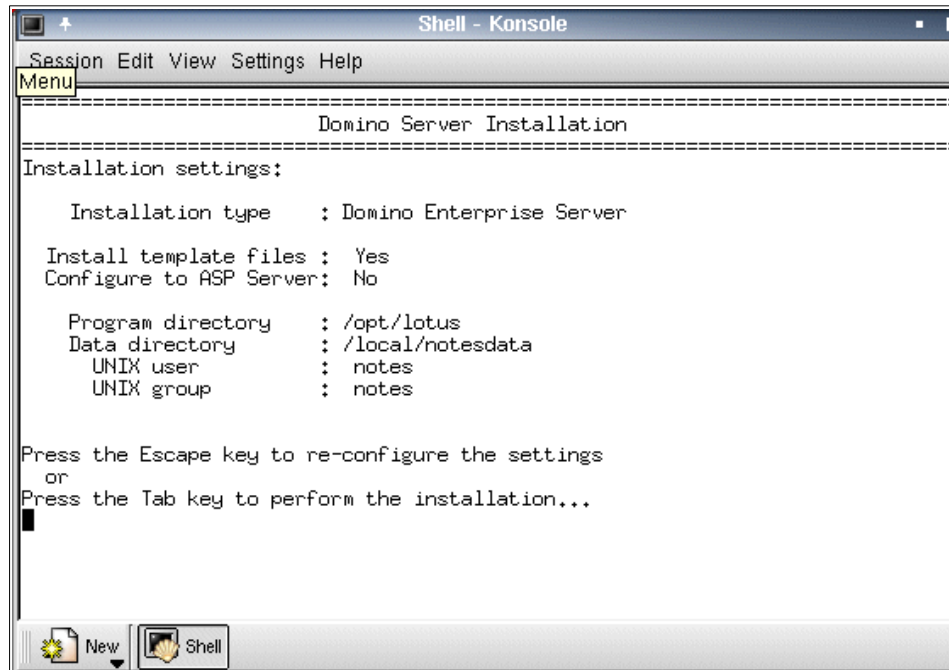 Shell - Konsole
Session Edit View Settings Help
Menu
Domino Server Installation
Installation settings:
Installation type : Domino Enterprise Server
Install template files : Yes
Configure to ASP Server: No
Program directory : /opt/lotus
Data directory : /local/notesdata
UNIX user : notes
UNIX group : notes
Press the Escape key to re-configure the settings
or
Press the Tab key to perform the installation...
New Shell